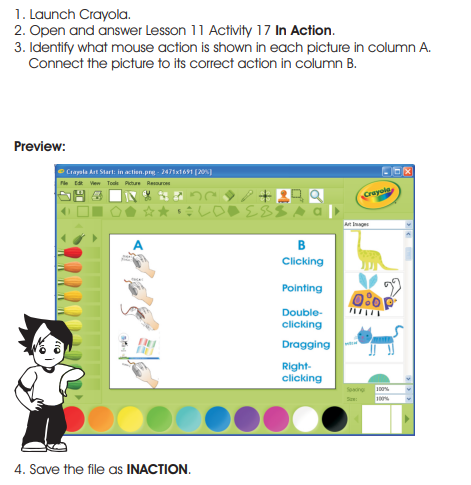 1. Launch Crayola.
2. Open and answer Lesson 11 Activity 17 In Action.
3. Identify what mouse action is shown in each picture in column A.
Connect the picture to its correct action in column B.
Preview:
Crayola Art Start: in action.png - 2471x1691 [20%]
File Edit View Tools Picture Resources
Crayola
Art Images
A
B
Clicking
Pointing
Double-
clicking
Dragging
Right-
clicking
Spacing: 100%
Size: 100%
4. Save the file as INACTION.